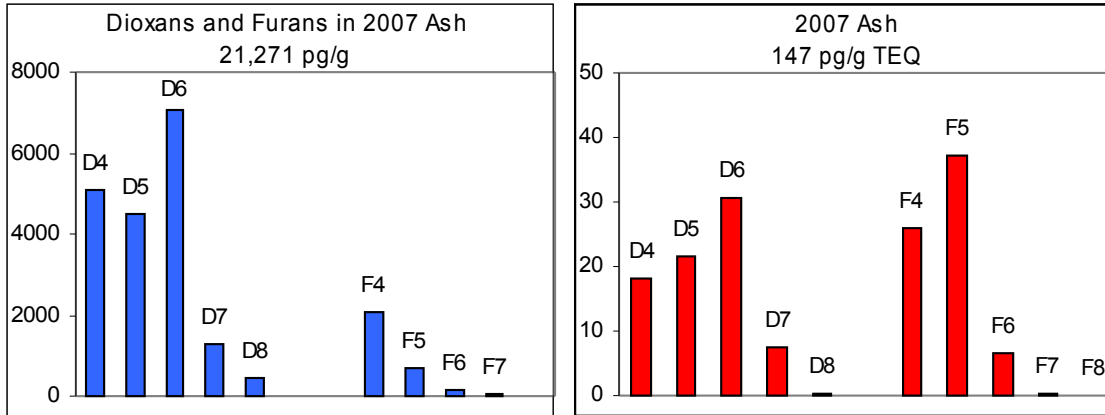 Dioxans and Furans in 2007 Ash
21,271 pg/g
8000
6000
4000
2000
0
D4
D5
D6
D7
D8
F4
F5
F6
F7
2007 Ash
147 pg/g TEQ
50
40
30
20
10
0
D4
D5
D6
D7
D8
F4
F5
F6
F7
F8